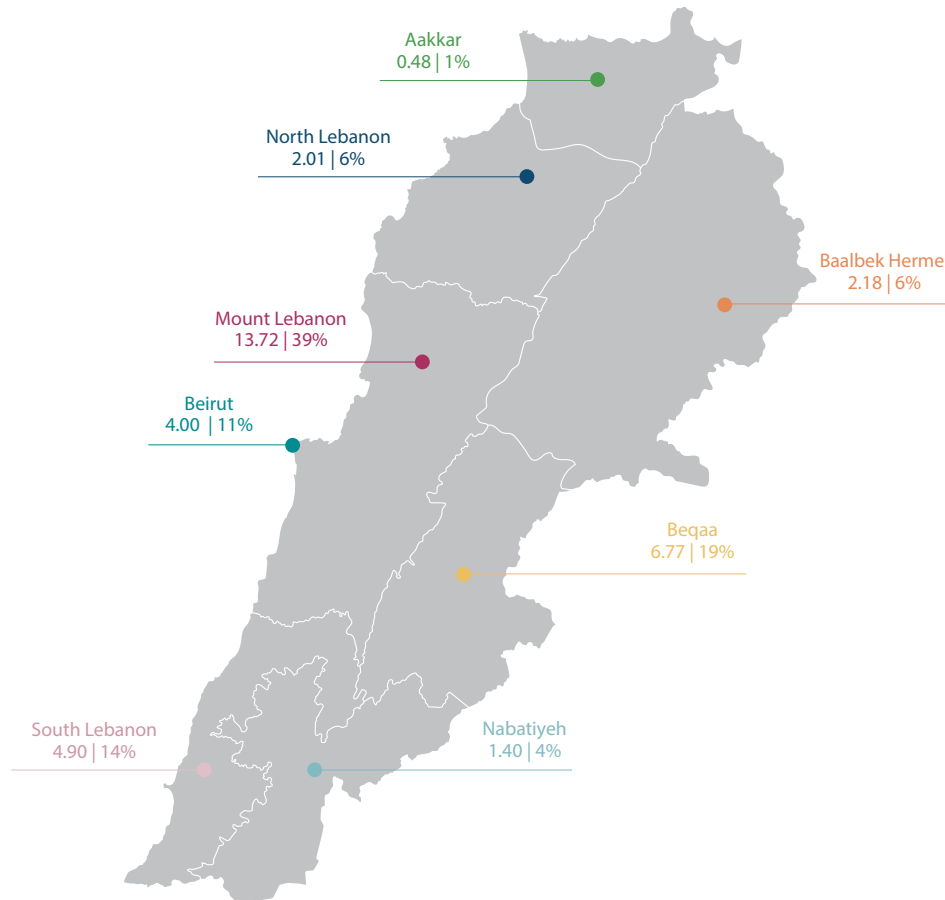 Aakkar
0.48 | 1%
North Lebanon
2.01 | 6%
Baalbek Herme
2.18 | 6%
Mount Lebanon
13.72 | 39%
Beirut
4.00 | 11%
Beqaa
6.77 | 19%
South Lebanon
4.90 | 14%
Nabatiyeh
1.40 | 4%